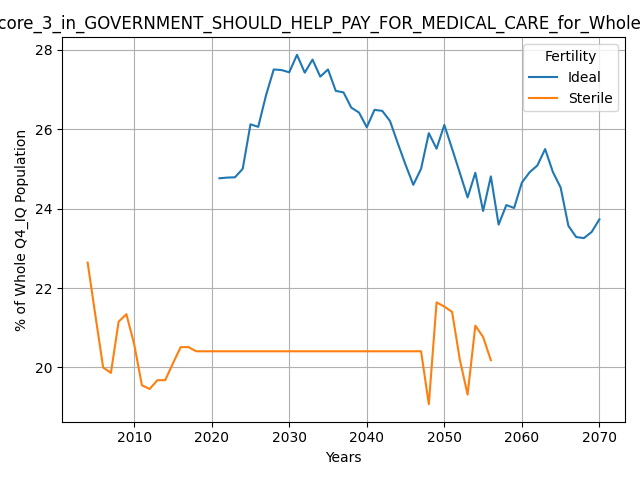 core_3_in_GOVERNMENT_SHOULD_HELP_PAY_FOR_MEDICAL_CARE_for_Whole
Fertility
Ideal
Sterile
% of Whole Q4_IQ Population
28
26
24
22
20
2010
2020
2030
2040
2050
2060
2070
Years